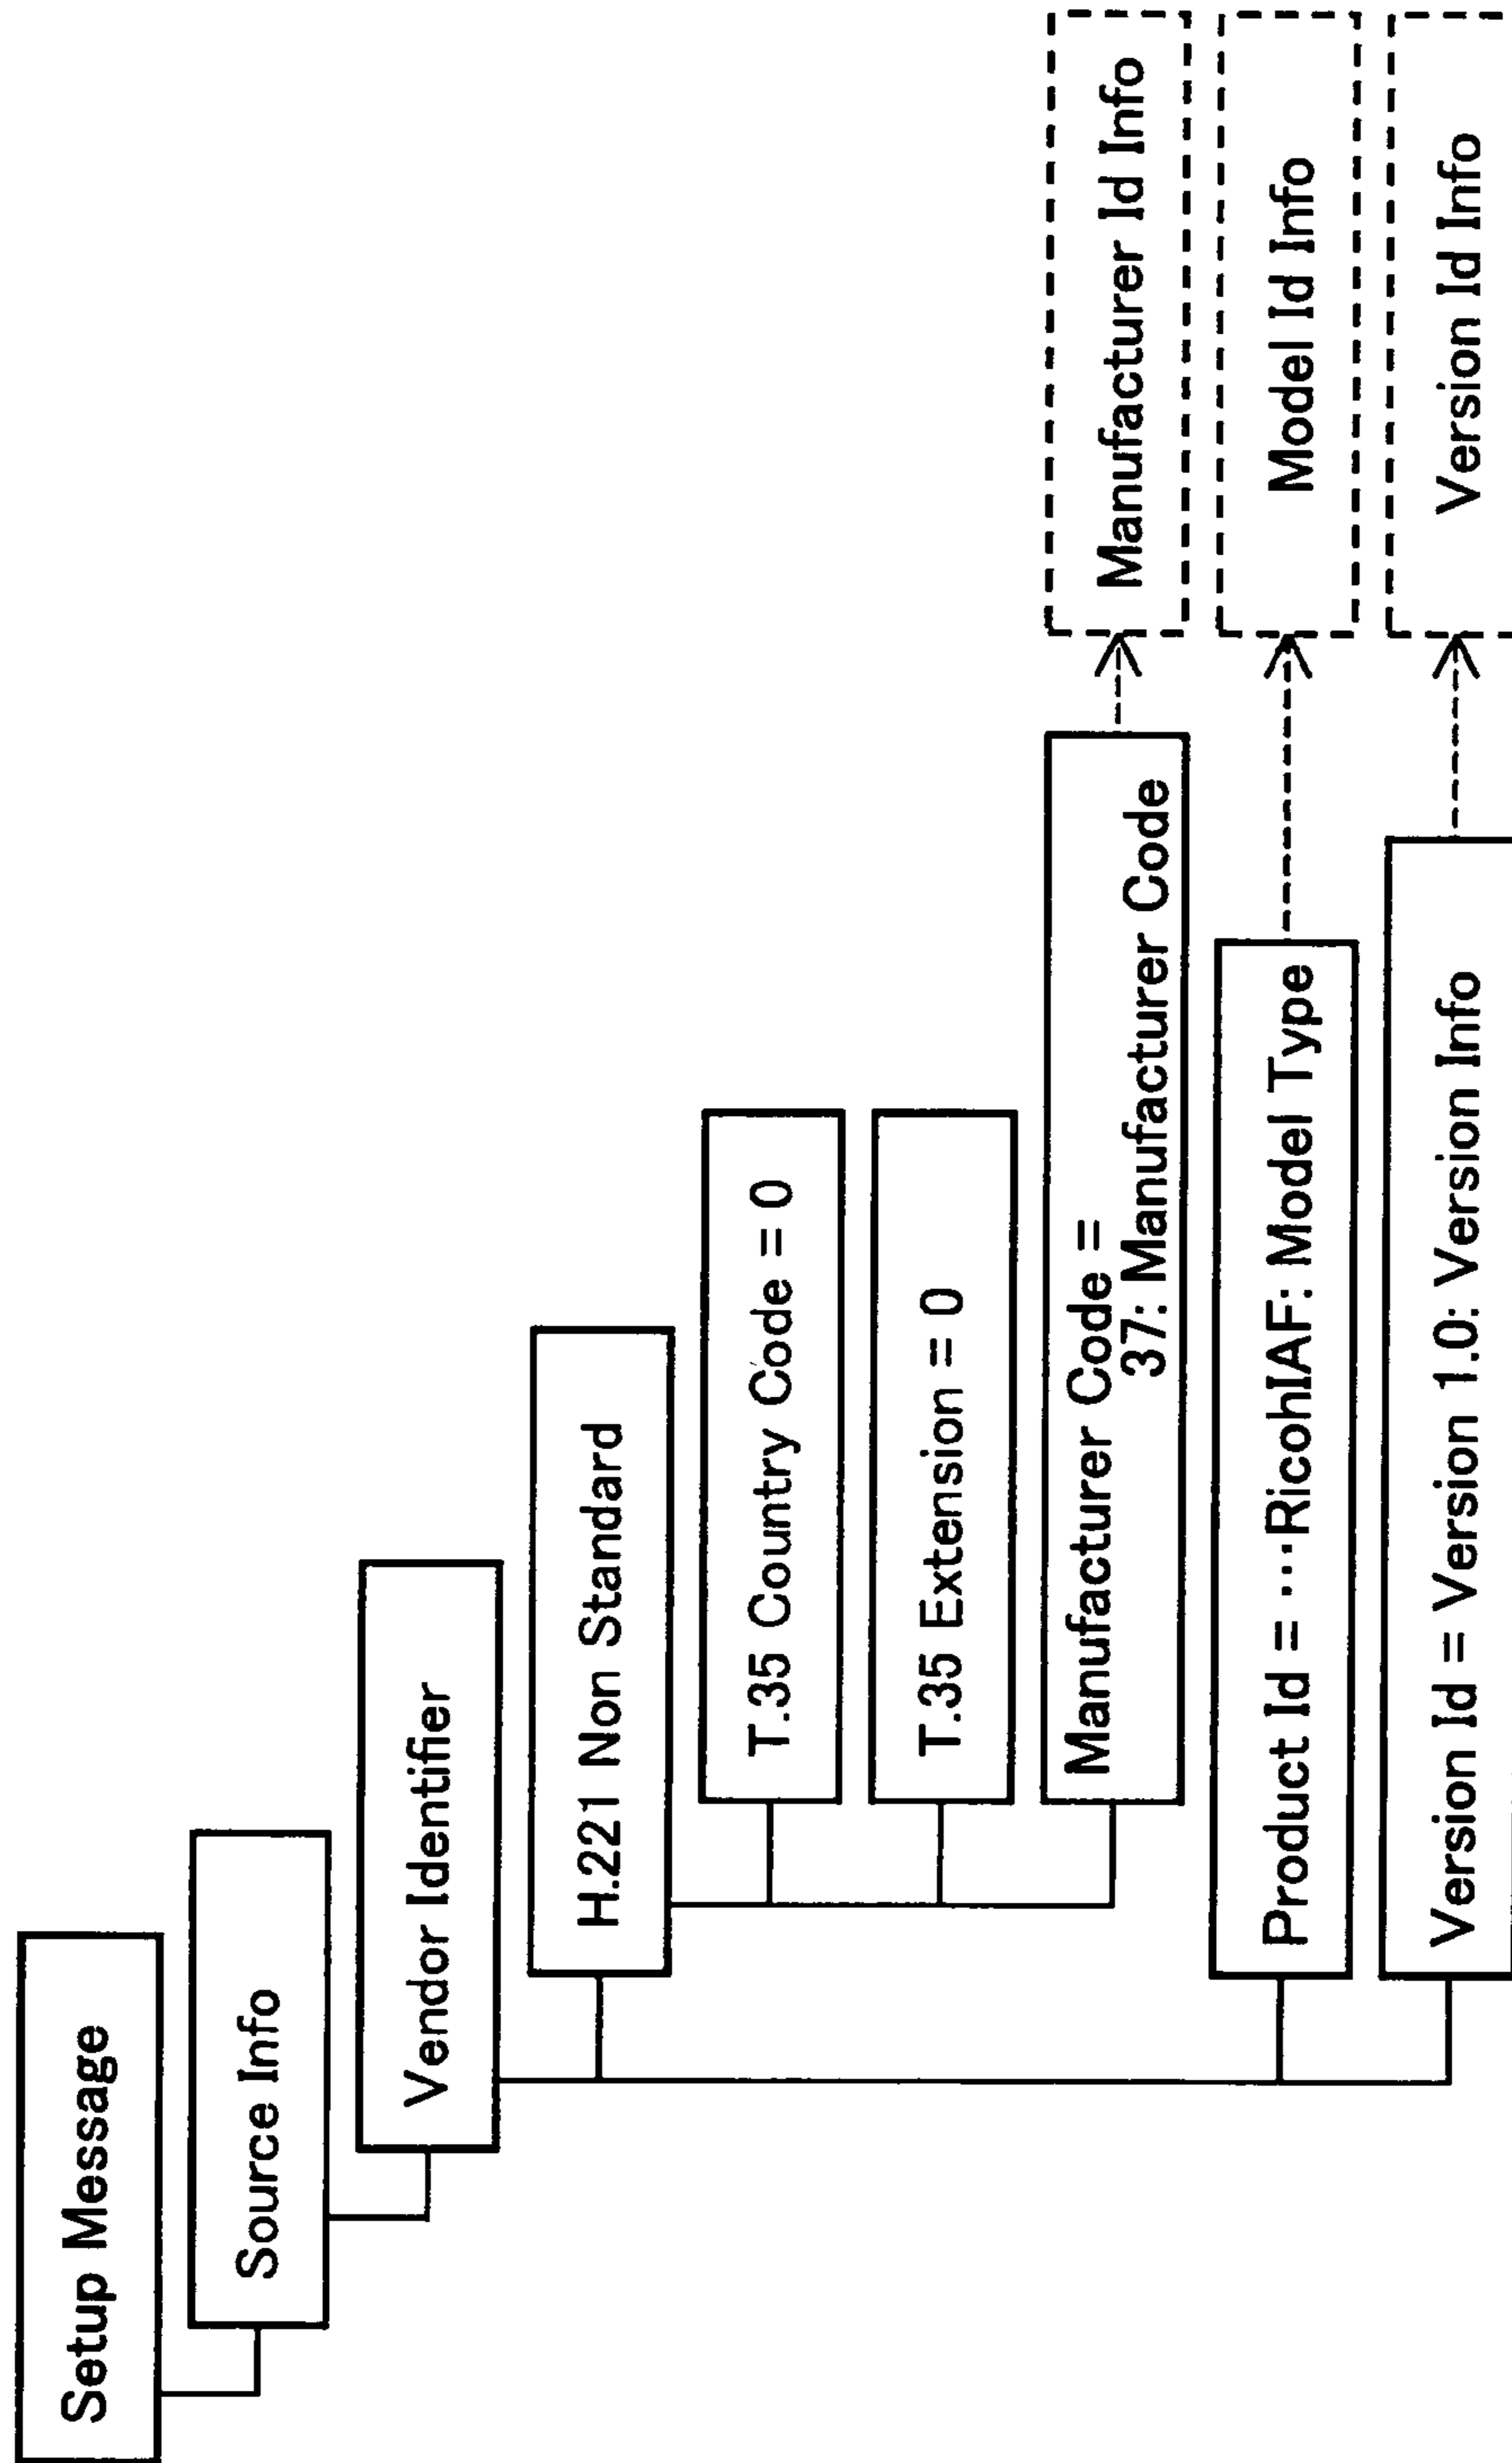 Setup Message
Source Info
Vendor Identifier
H.221 Non Standard
T.35 Country Code = 0
T.35 Extension = 0
Manufacturer Code =
37: Manufacturer Code
Manufacturer Id Info
Product Id = ···RicohIAF: Model Type
Model Id Info
Version Id = Version 1.0: Version Info
Version Id Info